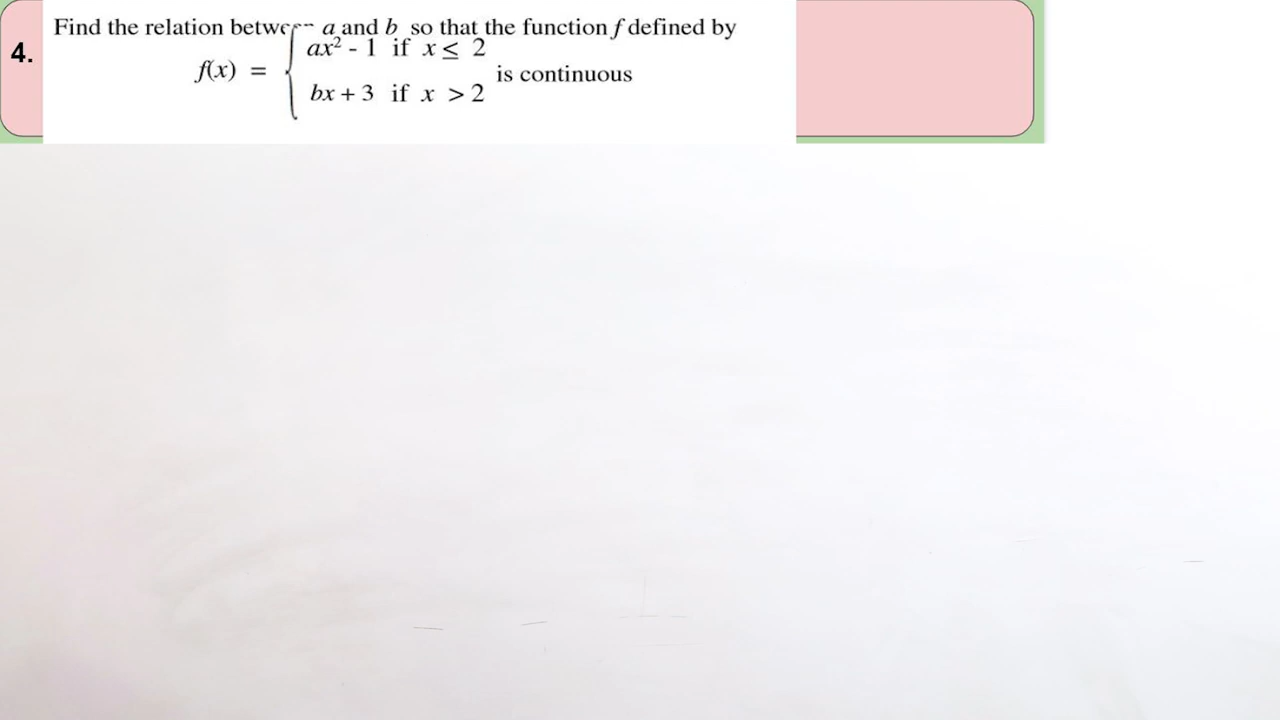 4.
Find the relation a and b so that the function f defined by
f(x) = { ax² - 1 if x ≤ 2
bx + 3 if x > 2
is continuous